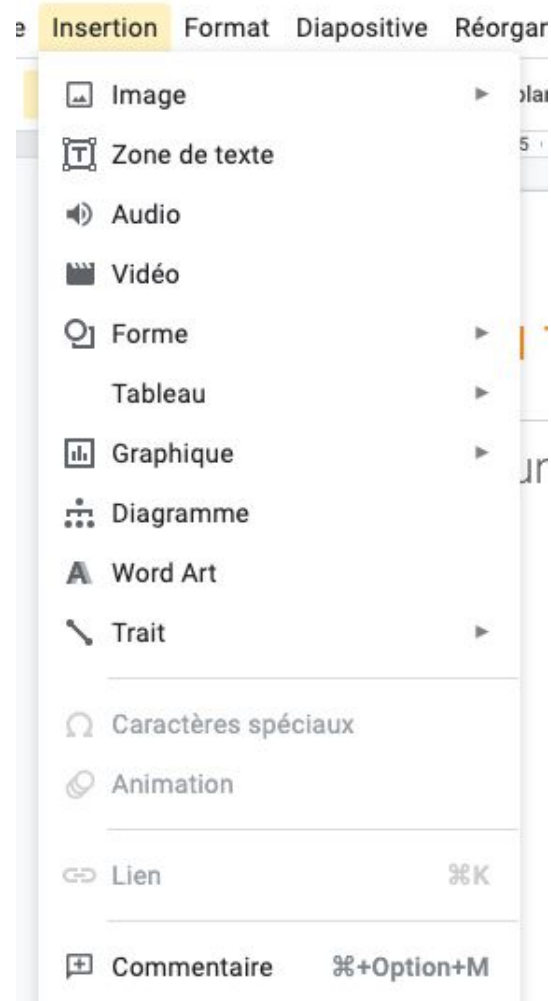 Insertion Format Diapositive
Image
Zone de texte
5
Audio
Vidéo
Forme
Tableau
Graphique
Diagramme
Word Art
Trait
Caractères spéciaux
Animation
Lien ⌘K
Commentaire ⌘+Option+M